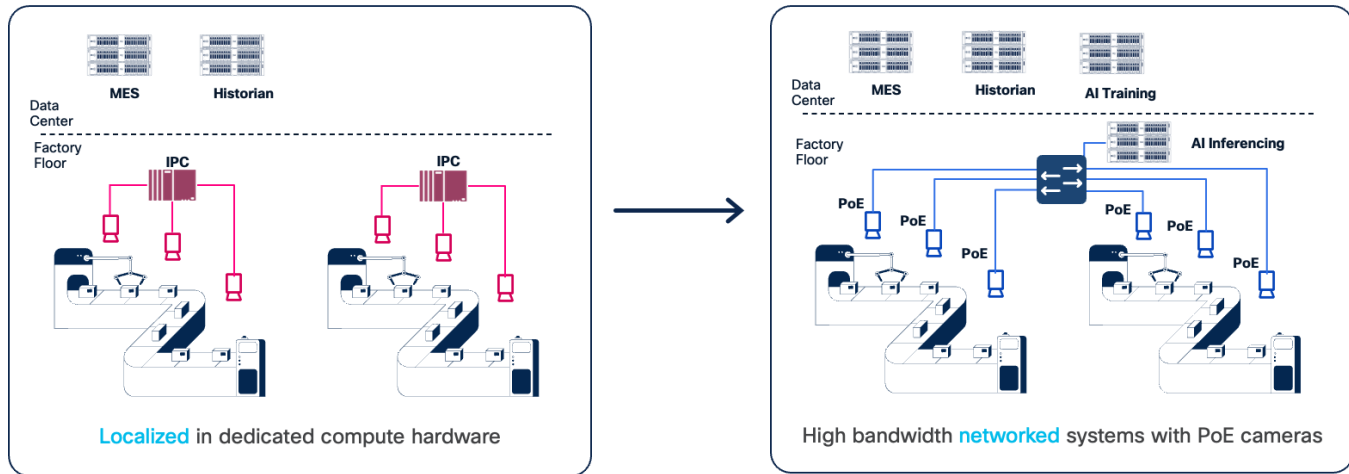 MES
Historian
Data
Center
Factory
Floor
IPC
IPC
Localized in dedicated compute hardware
MES
Historian
AI Training
Data
Center
Factory
Floor
AI Inferencing
PoE
PoE
PoE
PoE
PoE
PoE
High bandwidth networked systems with PoE cameras